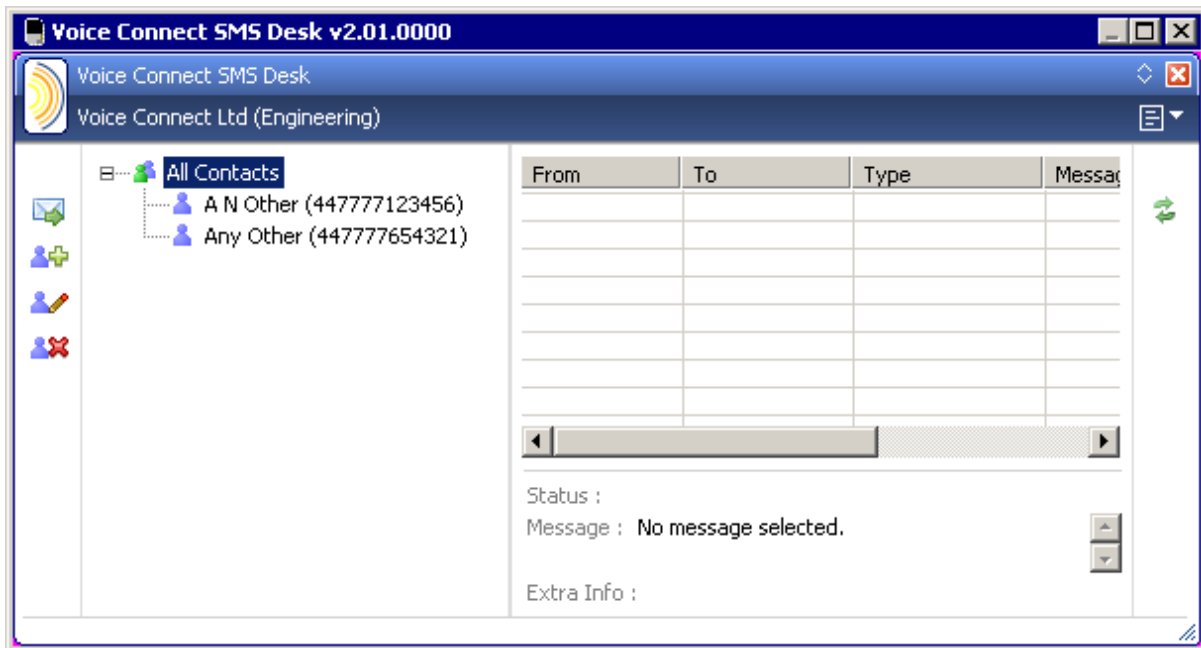 Voice Connect SMS Desk v2.01.0000
Voice Connect SMS Desk
Voice Connect Ltd (Engineering)
All Contacts
A N Other (447777123456)
Any Other (447777654321)
From To Type Messag
Status :
Message : No message selected.
Extra Info :